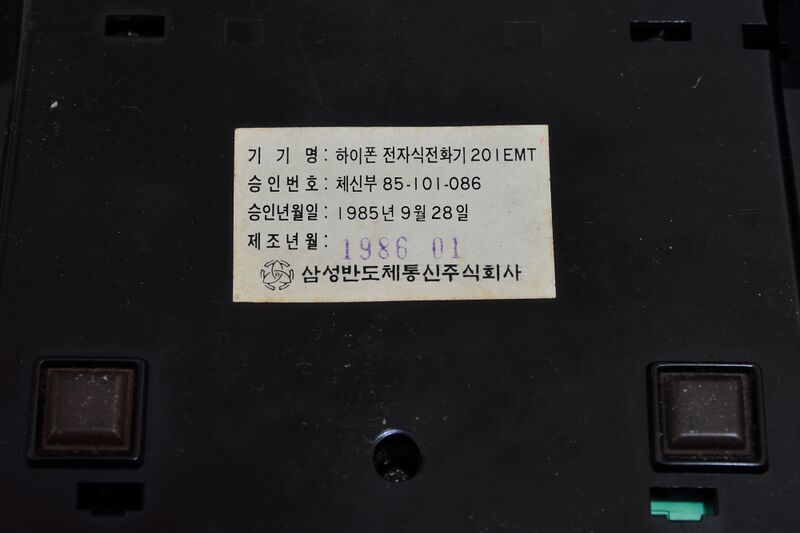 기 기 명 : 하이폰 전자식전화기 201EMT
승 인 번 호 : 체신부 85-101-086
승인년월일 : 1985년 9월 28일
제 조 년 월 : 1986 01
삼성반도체통신주식회사